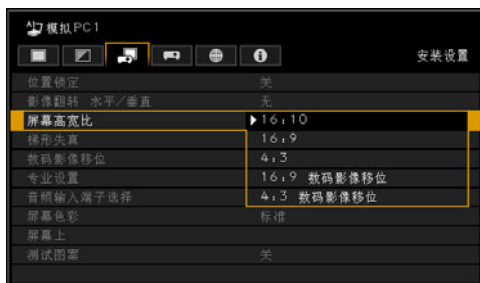 模拟PC1
安装设置
位置锁定 关
影像翻转 水平/垂直 无
屏幕高宽比 ▶16:10
梯形失真 16:9
数码影像移位 4:3
专业设置 16:9 数码影像移位
音频输入端子选择 4:3 数码影像移位
屏幕色彩 标准
屏幕上
测试图案 关